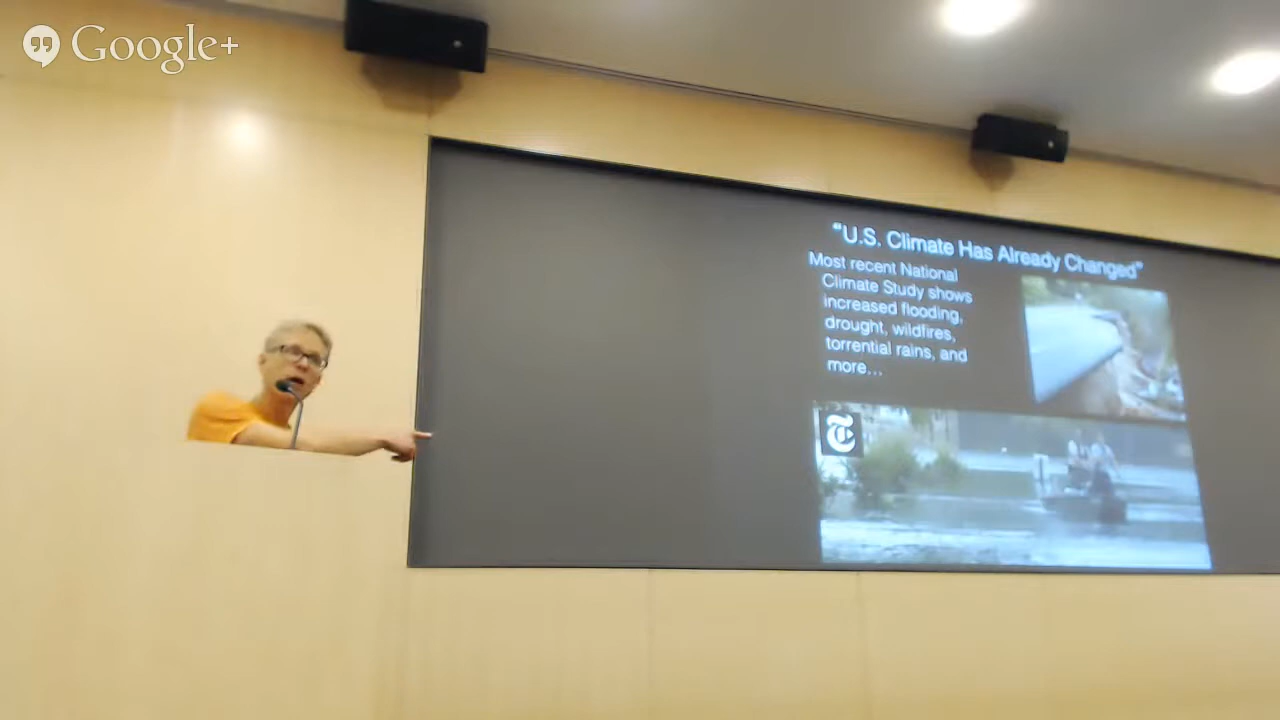 Google+
“U.S. Climate Has Already Changed”
Most recent National
Climate Study shows
increased flooding,
drought, wildfires,
torrential rains, and
more...
T